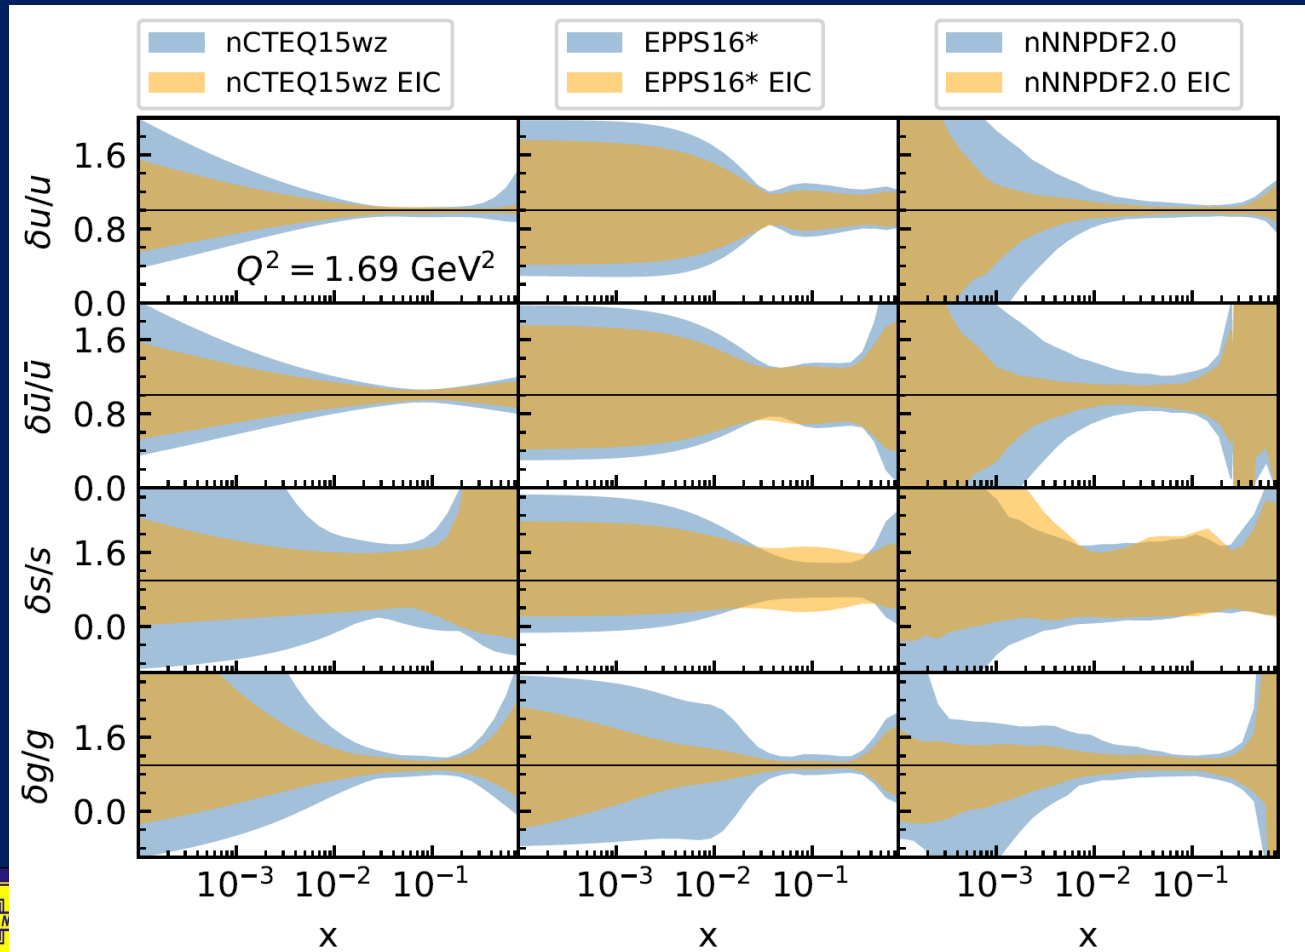 nCTEQ15wz
nCTEQ15wz EIC
EPPS16*
EPPS16* EIC
nNNPDF2.0
nNNPDF2.0 EIC
δu/u
1.6
0.8
0.0
Q² = 1.69 GeV²
δū/ū
1.6
0.8
0.0
δs/s
1.6
0.0
δg/g
1.6
0.0
10⁻³ 10⁻² 10⁻¹
10⁻³ 10⁻² 10⁻¹
10⁻³ 10⁻² 10⁻¹
x
x
x